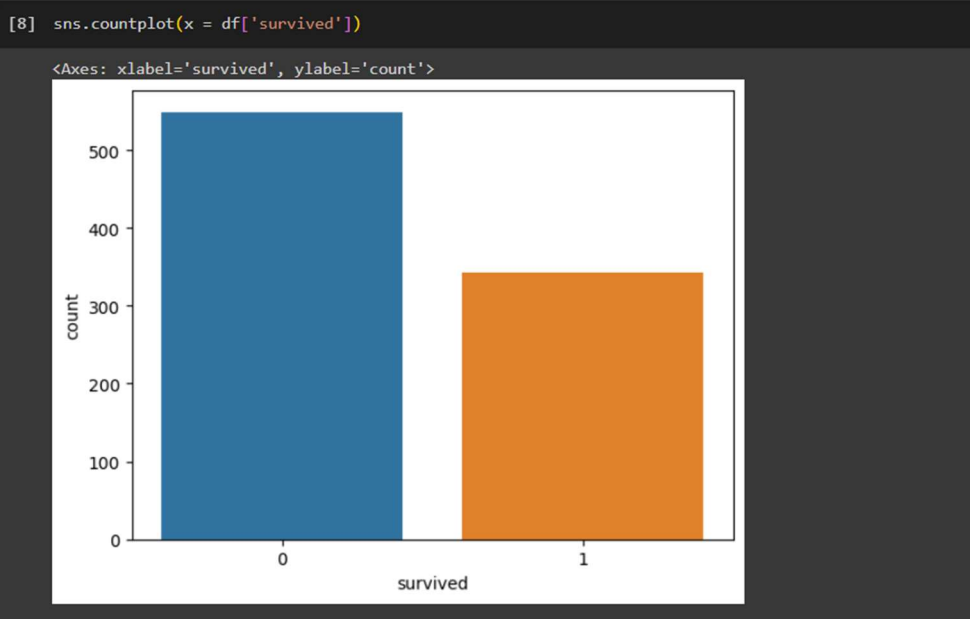 [8] sns.countplot(x = df['survived'])
<Axes: xlabel='survived', ylabel='count'>
500
400
300
200
100
0
count
0 1
survived